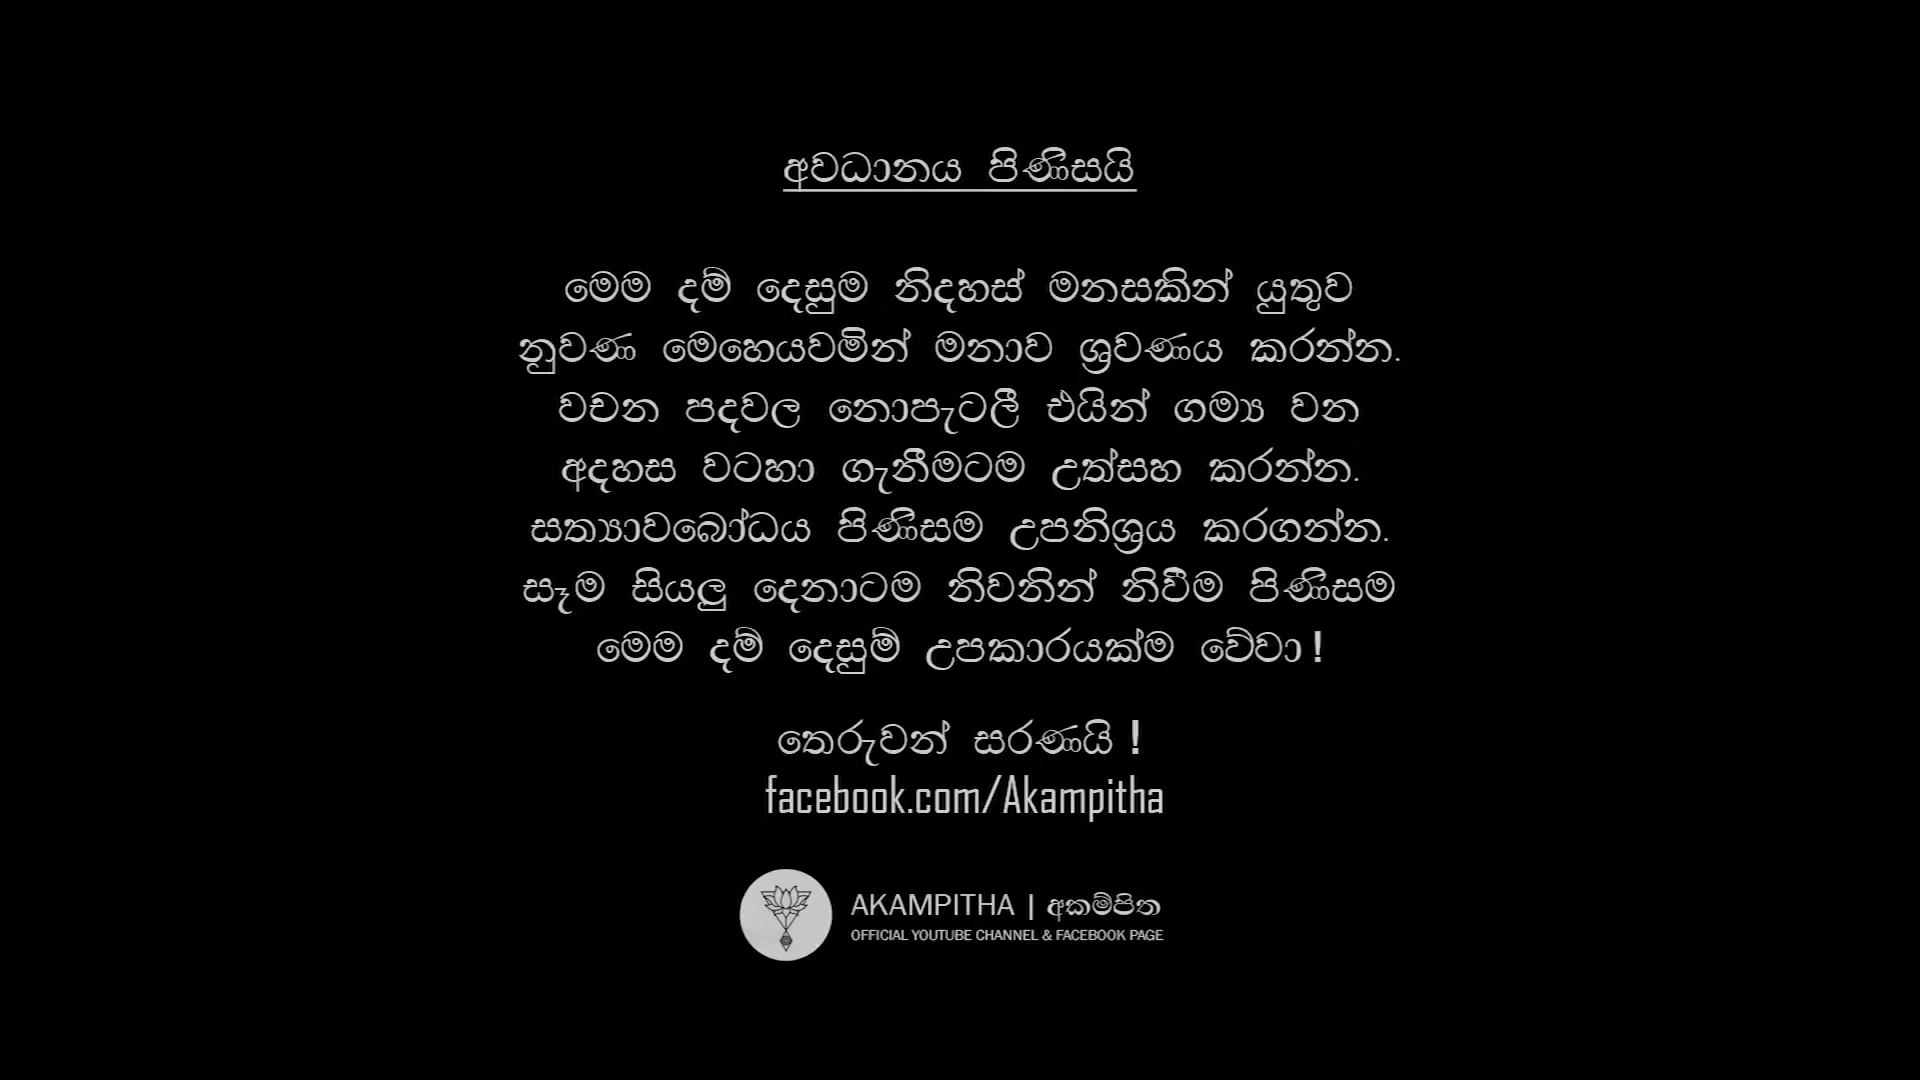 අවධානය පිණිසයි
මෙම දම් දෙසුම නිදහස් මනසකින් යුතුව
නුවණ මෙහෙයවමින් මනාව ශ්‍රවණය කරන්න.
වචන පදවල නොපැටලී එයින් ගම්‍ය වන
අදහස වටහා ගැනීමටම උත්සහ කරන්න.
සත්‍යාවබෝධය පිණිසම උපනිශ්‍රය කරගන්න.
සෑම සියලු දෙනාටම නිවනින් නිවීම පිණිසම
මෙම දම් දෙසුම් උපකාරයක්ම වේවා!
තෙරුවන් සරණයි!
facebook.com/Akampitha
AKAMPITHA | අකම්පිත
OFFICIAL YOUTUBE CHANNEL & FACEBOOK PAGE